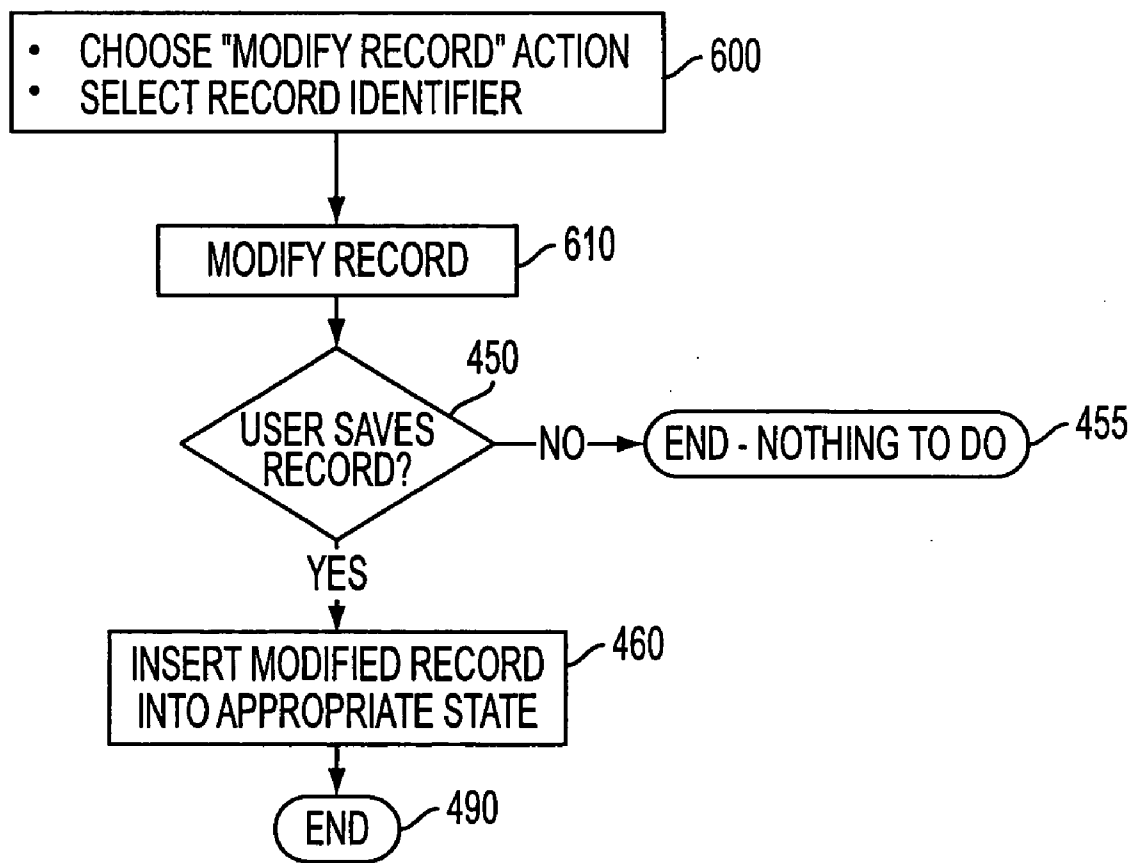 • CHOOSE "MODIFY RECORD" ACTION
• SELECT RECORD IDENTIFIER
600
MODIFY RECORD
610
450
USER SAVES
RECORD?
NO
END - NOTHING TO DO
455
YES
INSERT MODIFIED RECORD
INTO APPROPRIATE STATE
460
END
490